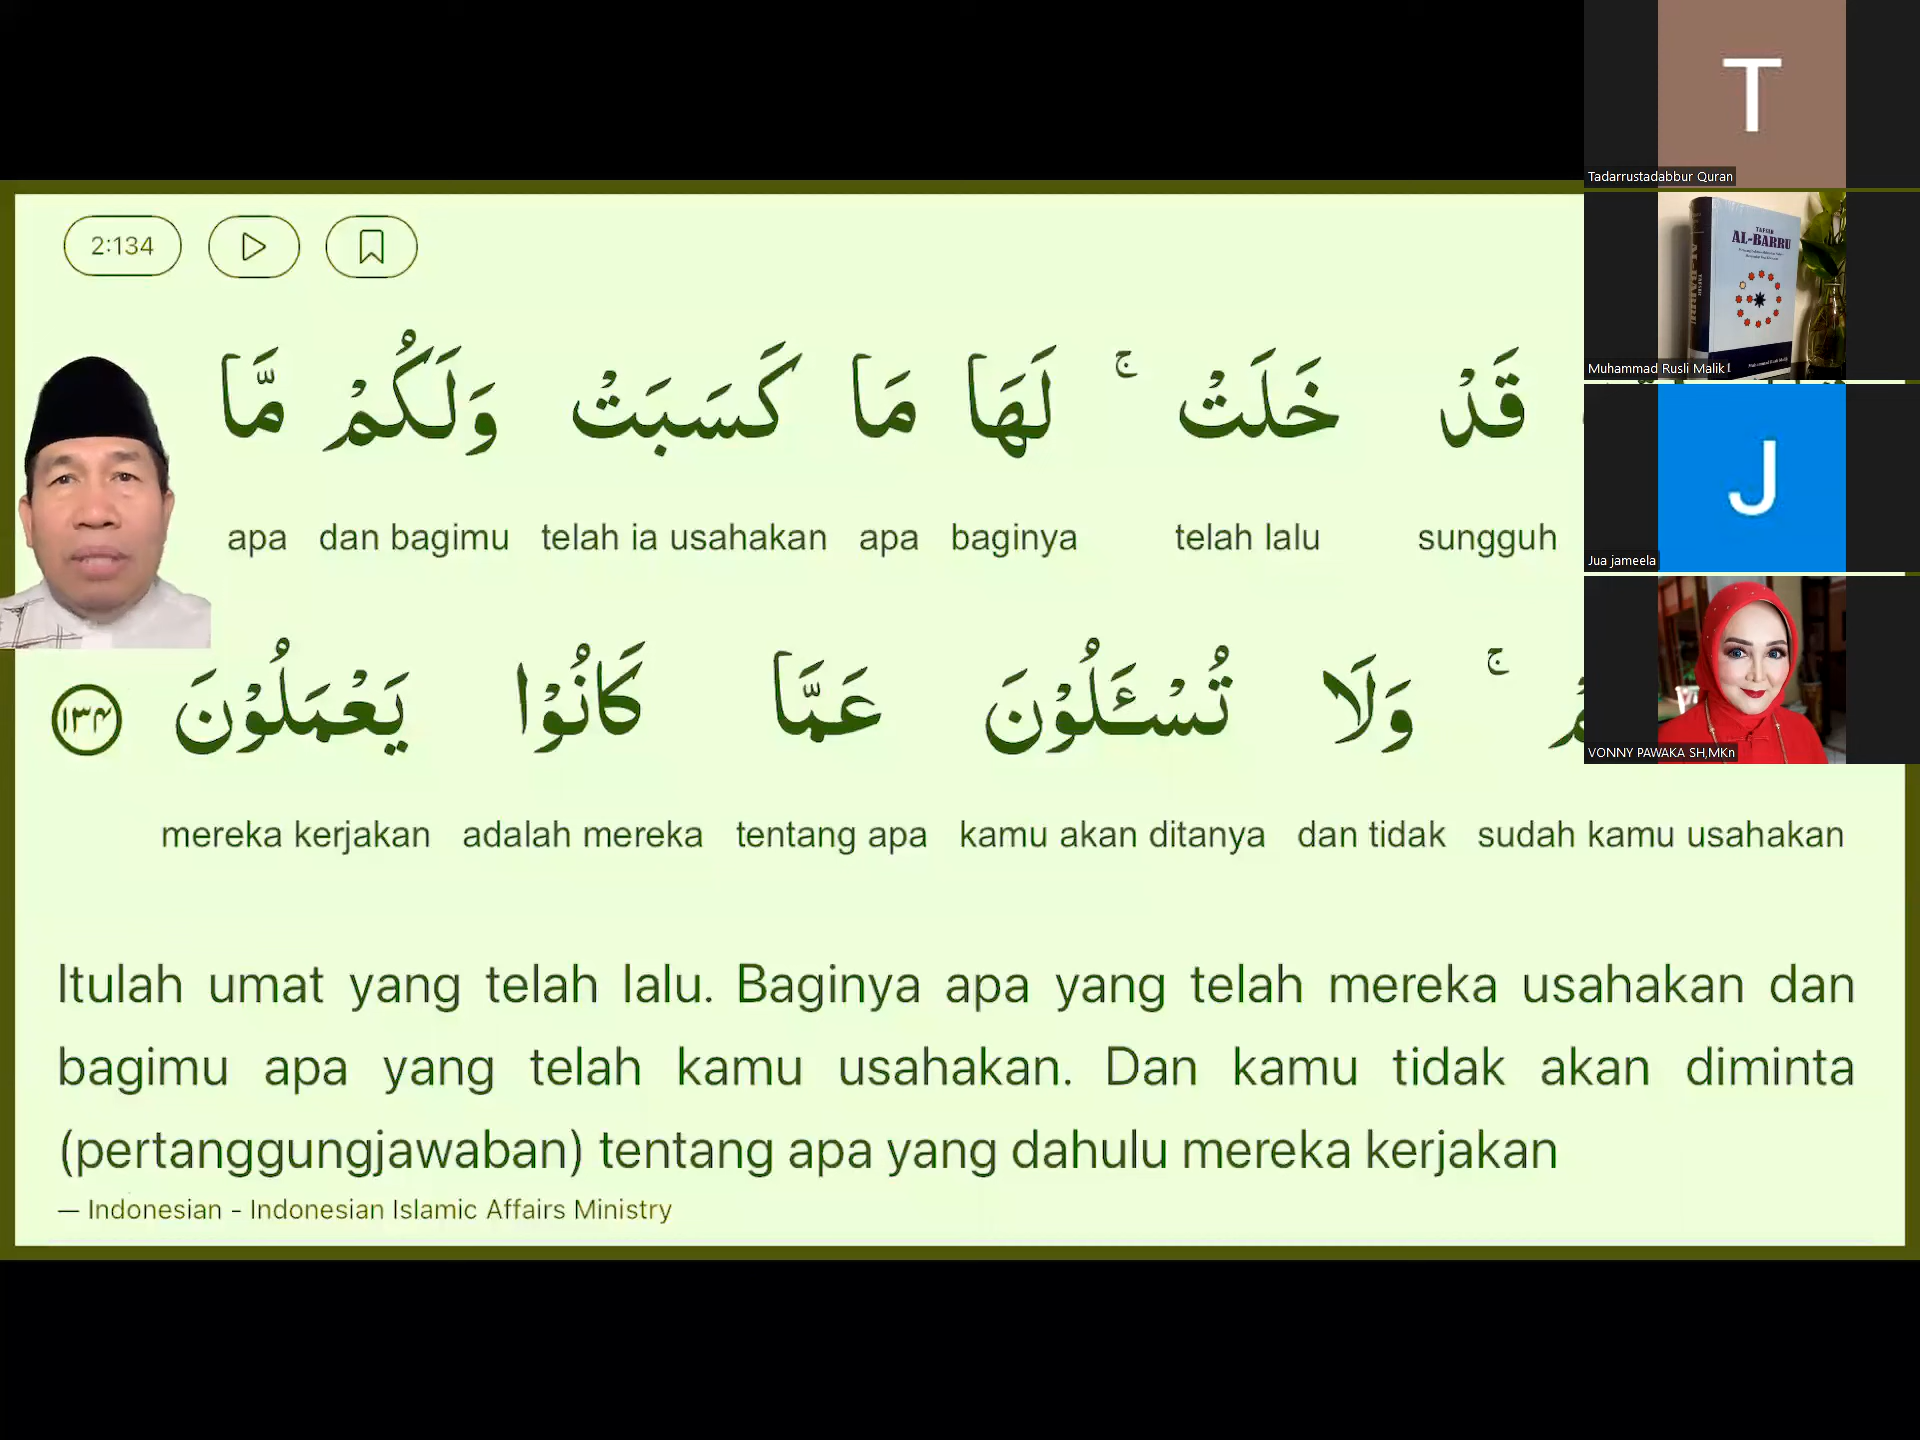 2:134
قَدْ خَلَتْ ۚ لَهَا مَا كَسَبَتْ وَلَكُمْ مَّا
apa dan bagimu telah ia usahakan apa baginya telah lalu sungguh
ۚ وَلَا تُسْـَٔلُوْنَ عَمَّا كَانُوْا يَعْمَلُوْنَ ١٣٤
mereka kerjakan adalah mereka tentang apa kamu akan ditanya dan tidak sudah kamu usahakan
Itulah umat yang telah lalu. Baginya apa yang telah mereka usahakan dan
bagimu apa yang telah kamu usahakan. Dan kamu tidak akan diminta
(pertanggungjawaban) tentang apa yang dahulu mereka kerjakan
— Indonesian - Indonesian Islamic Affairs Ministry
T
Tadarrustadabbur Quran
TAFSIR
AL-BARRU
Muhammad Rusli Malik
J
Jua jameela
VONNY PAWAKA SH,MKn